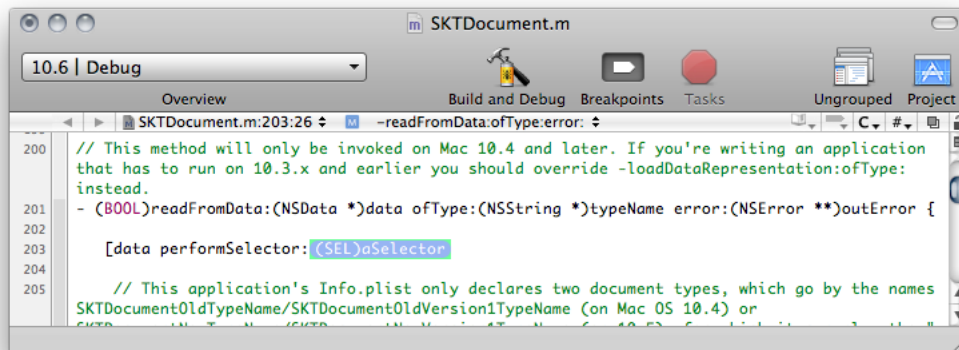 SKTDocument.m
10.6 | Debug
Overview
Build and Debug
Breakpoints
Tasks
Ungrouped
Project
SKTDocument.m:203:26
M
-readFromData:ofType:error:
C
#
200 // This method will only be invoked on Mac 10.4 and later. If you're writing an application
that has to run on 10.3.x and earlier you should override -loadDataRepresentation:ofType:
instead.
201 - (BOOL)readFromData:(NSData *)data ofType:(NSString *)typeName error:(NSError **)outError {
202
203 [data performSelector:(SEL)aSelector
204
205 // This application's Info.plist only declares two document types, which go by the names
SKTDocumentOldTypeName/SKTDocumentOldVersion1TypeName (on Mac OS 10.4) or